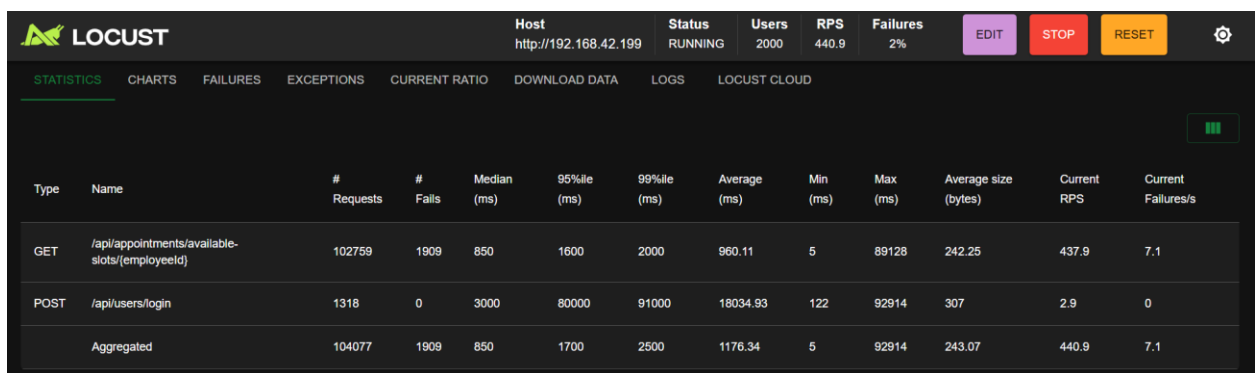 LOCUST
Host Status Users RPS Failures
http://192.168.42.199 RUNNING 2000 440.9 2%
EDIT STOP RESET
STATISTICS CHARTS FAILURES EXCEPTIONS CURRENT RATIO DOWNLOAD DATA LOGS LOCUST CLOUD
Type Name # Requests # Fails Median (ms) 95%ile (ms) 99%ile (ms) Average (ms) Min (ms) Max (ms) Average size (bytes) Current RPS Current Failures/s
GET /api/appointments/available-slots/{employeeId} 102759 1909 850 1600 2000 960.11 5 89128 242.25 437.9 7.1
POST /api/users/login 1318 0 3000 80000 91000 18034.93 122 92914 307 2.9 0
Aggregated 104077 1909 850 1700 2500 1176.34 5 92914 243.07 440.9 7.1